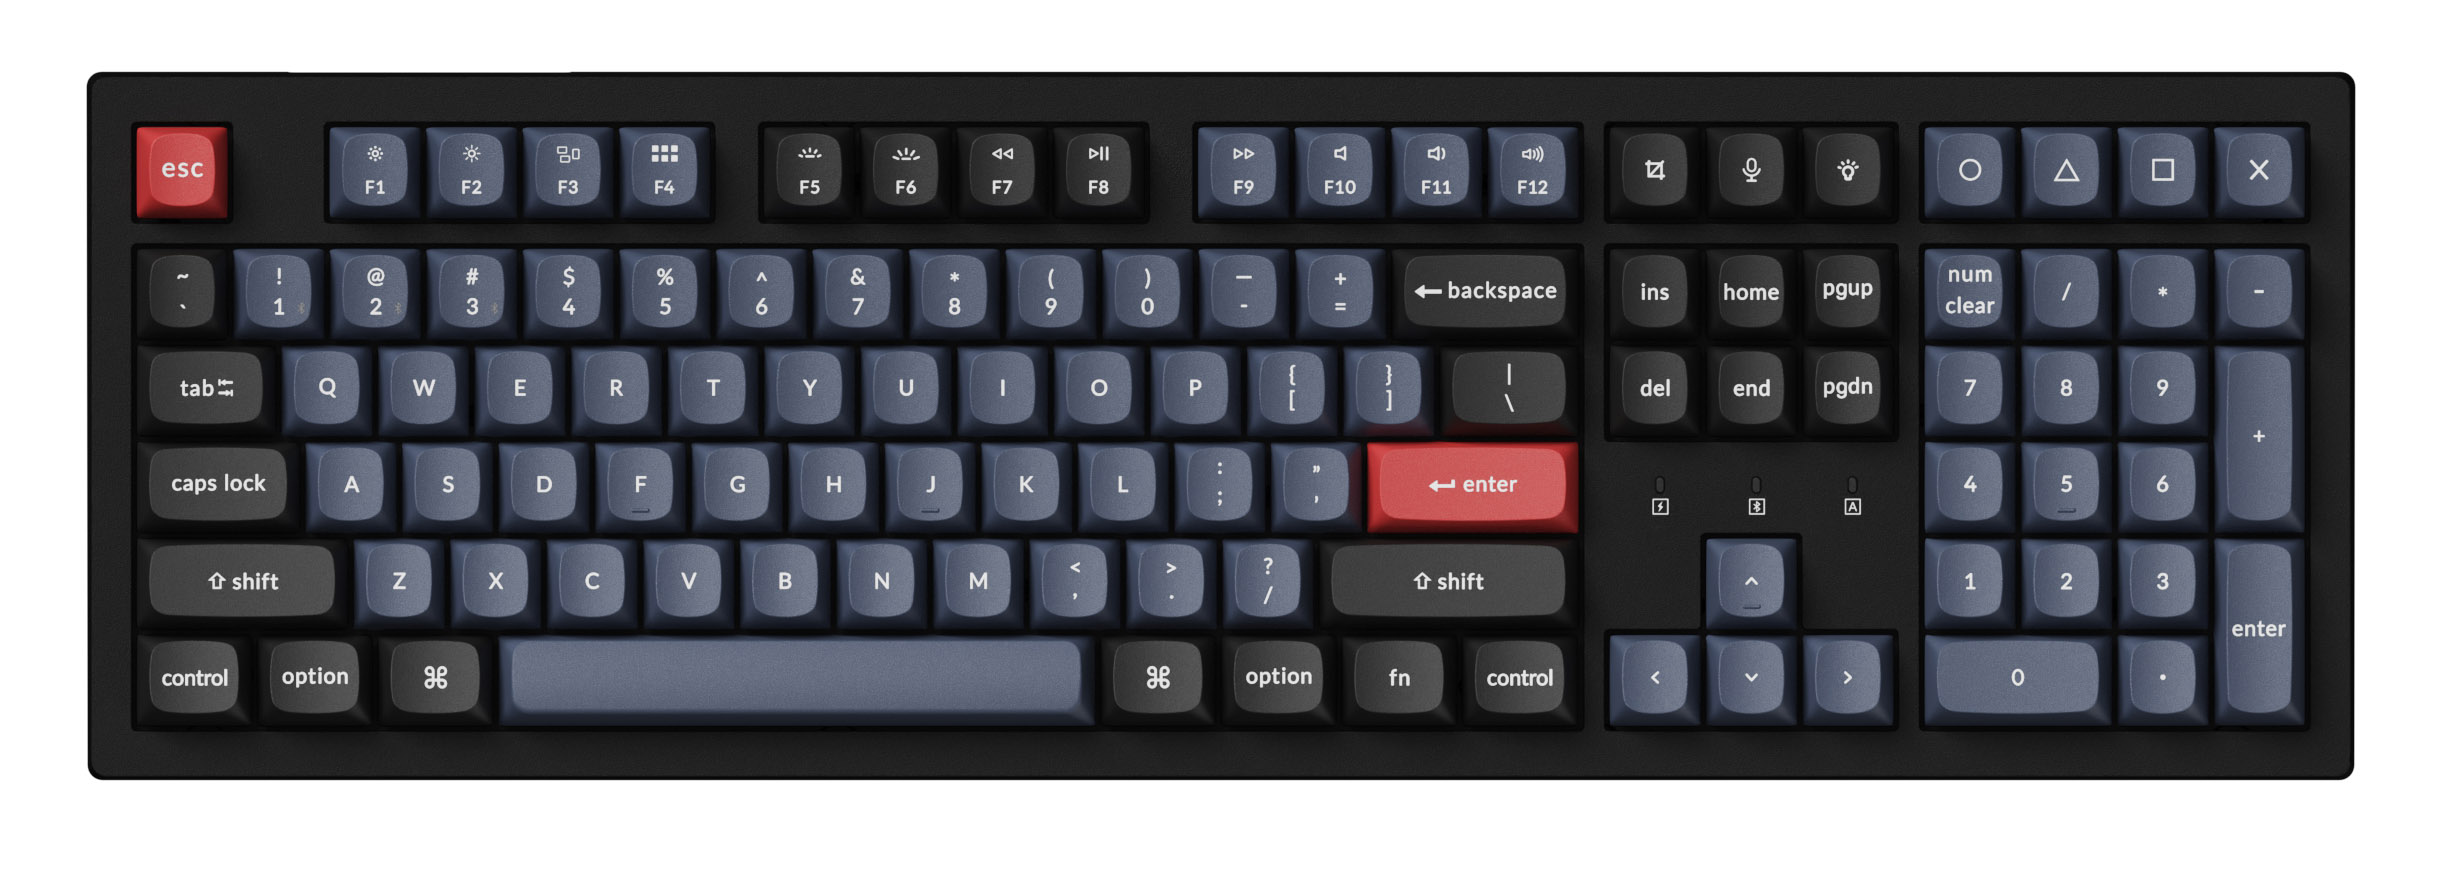 esc F1 F2 F3 F4 F5 F6 F7 F8 F9 F10 F11 F12
~ ! @ # $ % ^ & * ( ) — + ← backspace ins home pgup num / * -
` 1 2 3 4 5 6 7 8 9 0 - = clear
tab Q W E R T Y U I O P { } | del end pgdn 7 8 9 +
[ ] \
caps lock A S D F G H J K L : " ↵ enter 4 5 6
; ' A
⇧ shift Z X C V B N M < > ? ⇧ shift ^ 1 2 3 enter
, . /
control option ⌘ ⌘ option fn control < ⌄ > 0 .